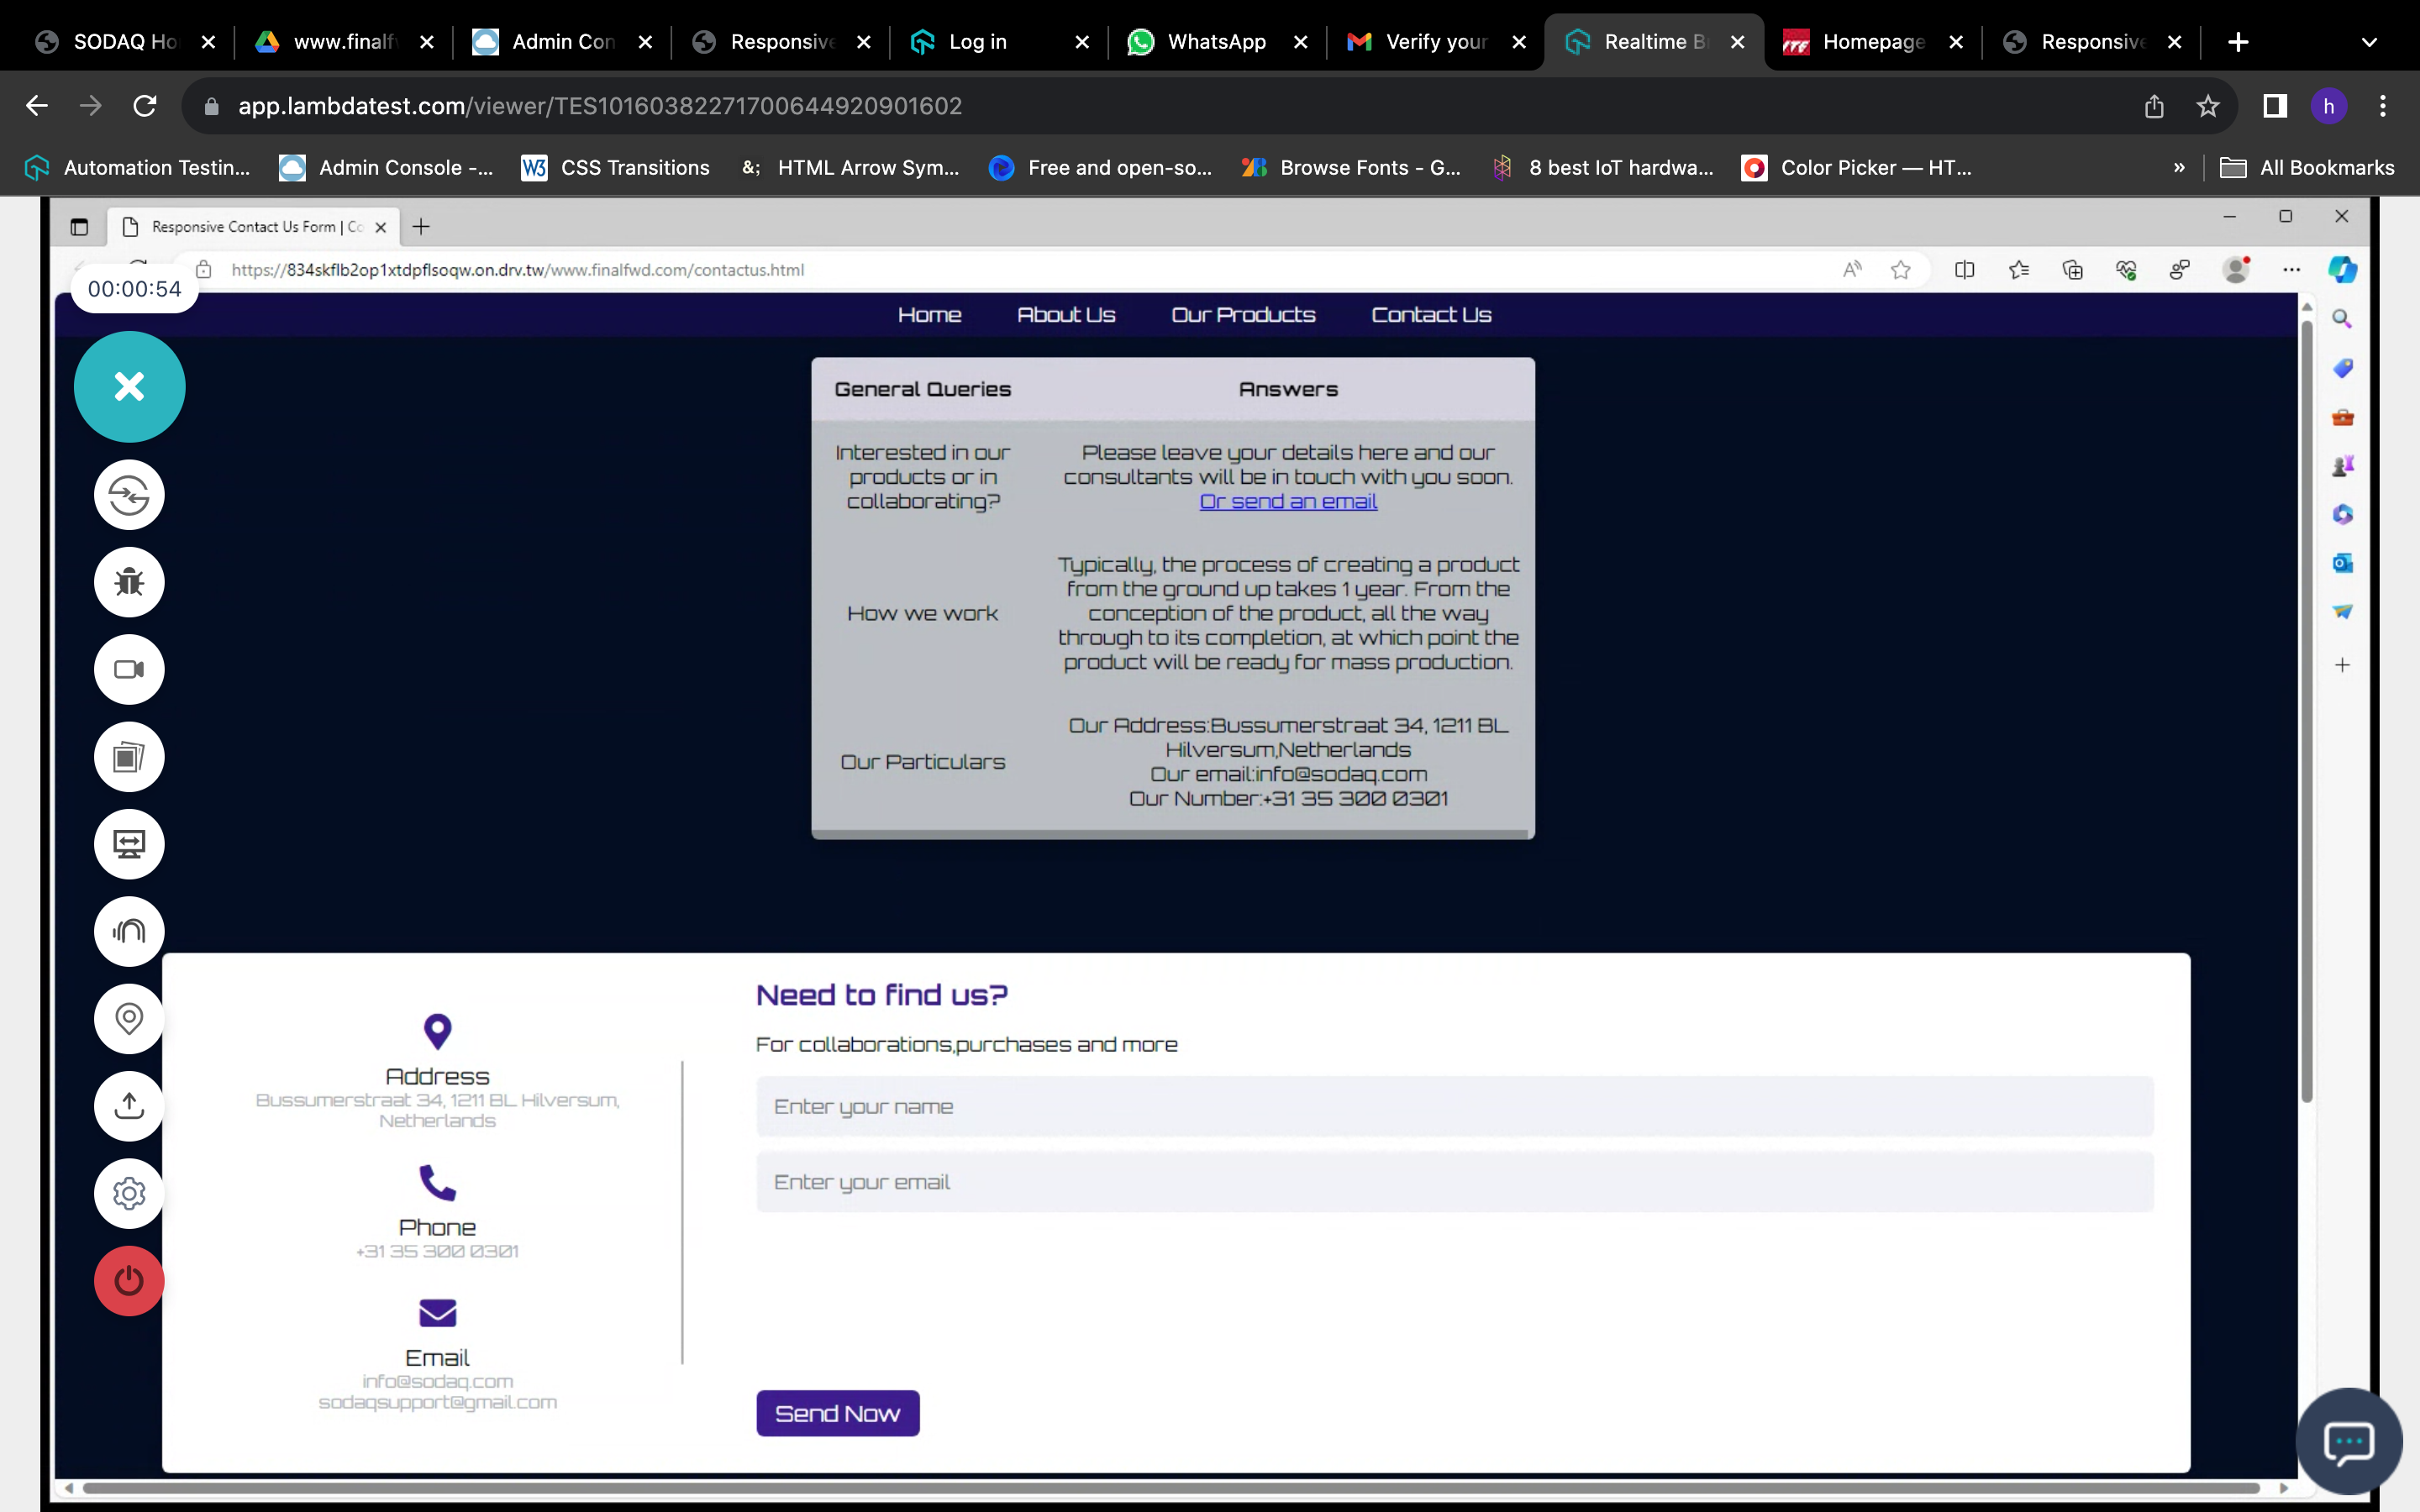 SODAQ Ho
www.finalf
Admin Con
Responsive
Log in
WhatsApp
Verify your
Realtime B
Homepage
Responsive
app.lambdatest.com/viewer/TES10160382271700644920901602
h
Automation Testin...
Admin Console -...
W3
CSS Transitions
&;
HTML Arrow Sym...
Free and open-so...
Browse Fonts - G...
8 best IoT hardwa...
Color Picker — HT...
»
All Bookmarks
Responsive Contact Us Form | Co
https://834skflb2op1xtdpflsoqw.on.drv.tw/www.finalfwd.com/contactus.html
00:00:54
Home
About Us
Our Products
Contact Us
General Queries
Answers
Interested in our
products or in
collaborating?
Please leave your details here and our
consultants will be in touch with you soon.
Or send an email
How we work
Typically, the process of creating a product
from the ground up takes 1 year. From the
conception of the product, all the way
through to its completion, at which point the
product will be ready for mass production.
Our Particulars
Our Address:Bussumerstraat 34, 1211 BL
Hilversum,Netherlands
Our email:info@sodaq.com
Our Number:+31 35 300 0301
Address
Bussumerstraat 34, 1211 BL Hilversum,
Netherlands
Phone
+31 35 300 0301
Email
info@sodaq.com
sodaqsupport@gmail.com
Need to find us?
For collaborations,purchases and more
Enter your name
Enter your email
Send Now